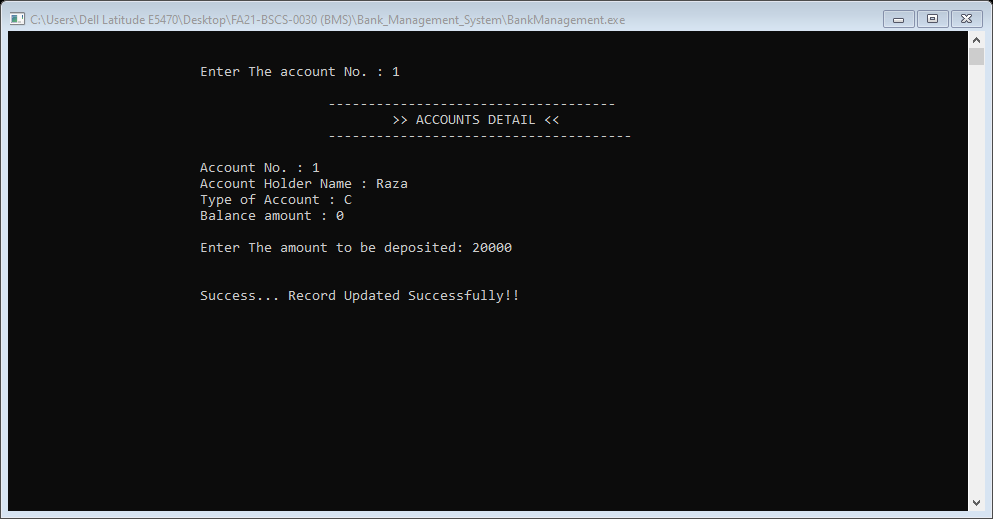 C:\Users\Dell Latitude E5470\Desktop\FA21-BSCS-0030 (BMS)\Bank_Management_System\BankManagement.exe
Enter The account No. : 1
------------------------------------
>> ACCOUNTS DETAIL <<
--------------------------------------
Account No. : 1
Account Holder Name : Raza
Type of Account : C
Balance amount : 0
Enter The amount to be deposited: 20000
Success... Record Updated Successfully!!